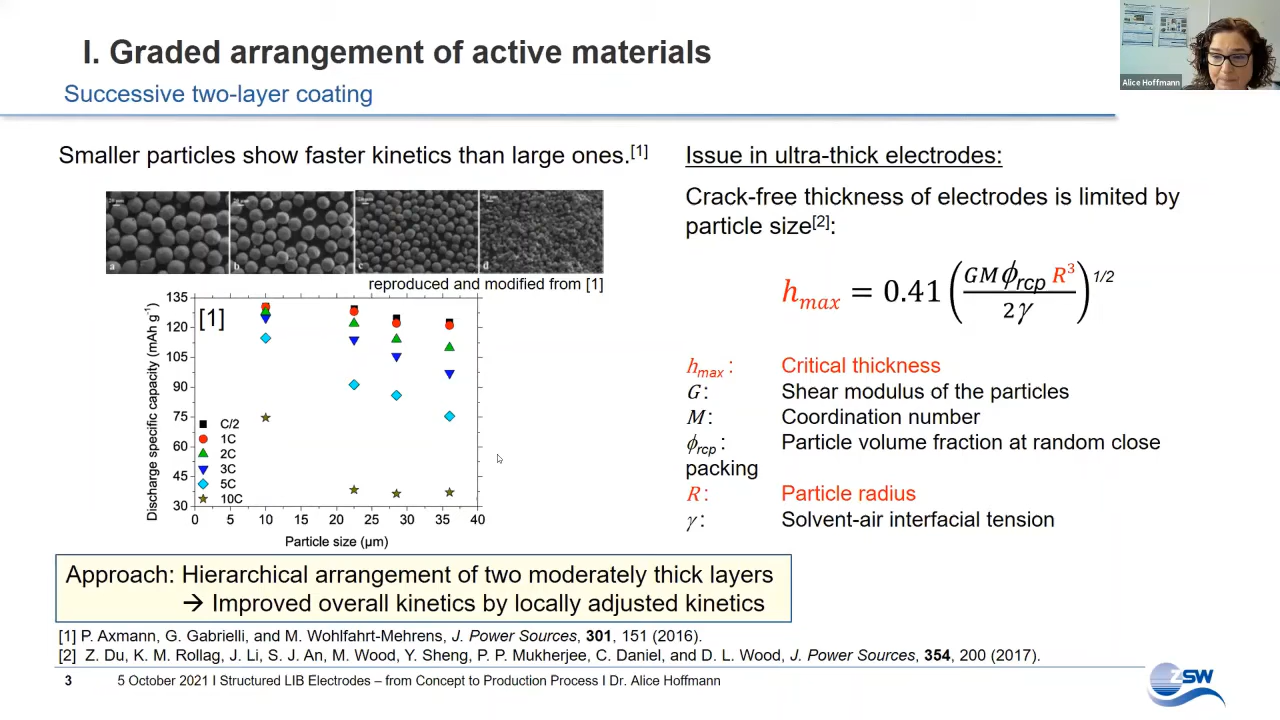 I. Graded arrangement of active materials
Successive two-layer coating
Alice Hoffmann
Smaller particles show faster kinetics than large ones.[1]
a
b
c
d
reproduced and modified from [1]
[1]
Discharge specific capacity (mAh g⁻¹)
135
120
105
90
75
60
45
30
C/2
1C
2C
3C
5C
10C
0 5 10 15 20 25 30 35 40
Particle size (µm)
Issue in ultra-thick electrodes:
Crack-free thickness of electrodes is limited by
particle size[2]:
h_max = 0.41 (GMϕ_rcp R³ / 2γ)^1/2
h_max : Critical thickness
G : Shear modulus of the particles
M : Coordination number
ϕ_rcp : Particle volume fraction at random close
packing
R : Particle radius
γ : Solvent-air interfacial tension
Approach: Hierarchical arrangement of two moderately thick layers
→ Improved overall kinetics by locally adjusted kinetics
[1] P. Axmann, G. Gabrielli, and M. Wohlfahrt-Mehrens, J. Power Sources, 301, 151 (2016).
[2] Z. Du, K. M. Rollag, J. Li, S. J. An, M. Wood, Y. Sheng, P. P. Mukherjee, C. Daniel, and D. L. Wood, J. Power Sources, 354, 200 (2017).
3 5 October 2021 I Structured LIB Electrodes – from Concept to Production Process I Dr. Alice Hoffmann
ZSW